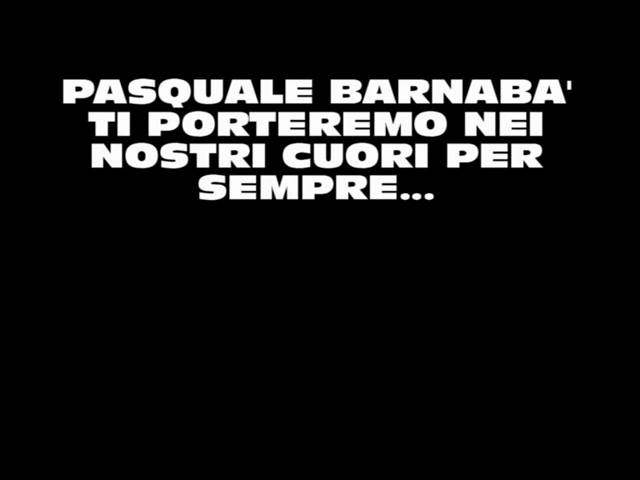 PASQUALE BARNABA'
TI PORTEREMO NEI
NOSTRI CUORI PER
SEMPRE...